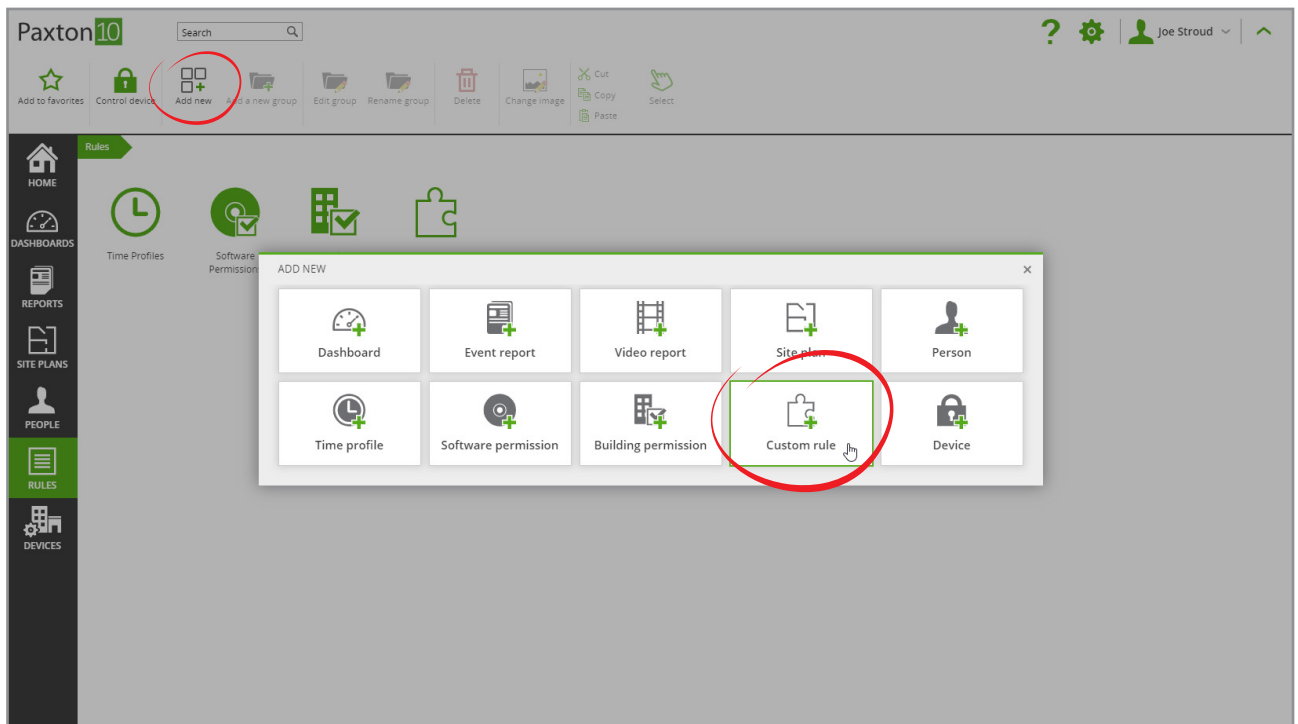 Paxton10
Search
Joe Stroud
Add to favorites
Control device
Add new
Add a new group
Edit group
Rename group
Delete
Change image
Cut
Copy
Paste
Select
HOME
DASHBOARDS
REPORTS
SITE PLANS
PEOPLE
RULES
DEVICES
Rules
Time Profiles
Software
Permission
ADD NEW
Dashboard
Event report
Video report
Site plan
Person
Time profile
Software permission
Building permission
Custom rule
Device